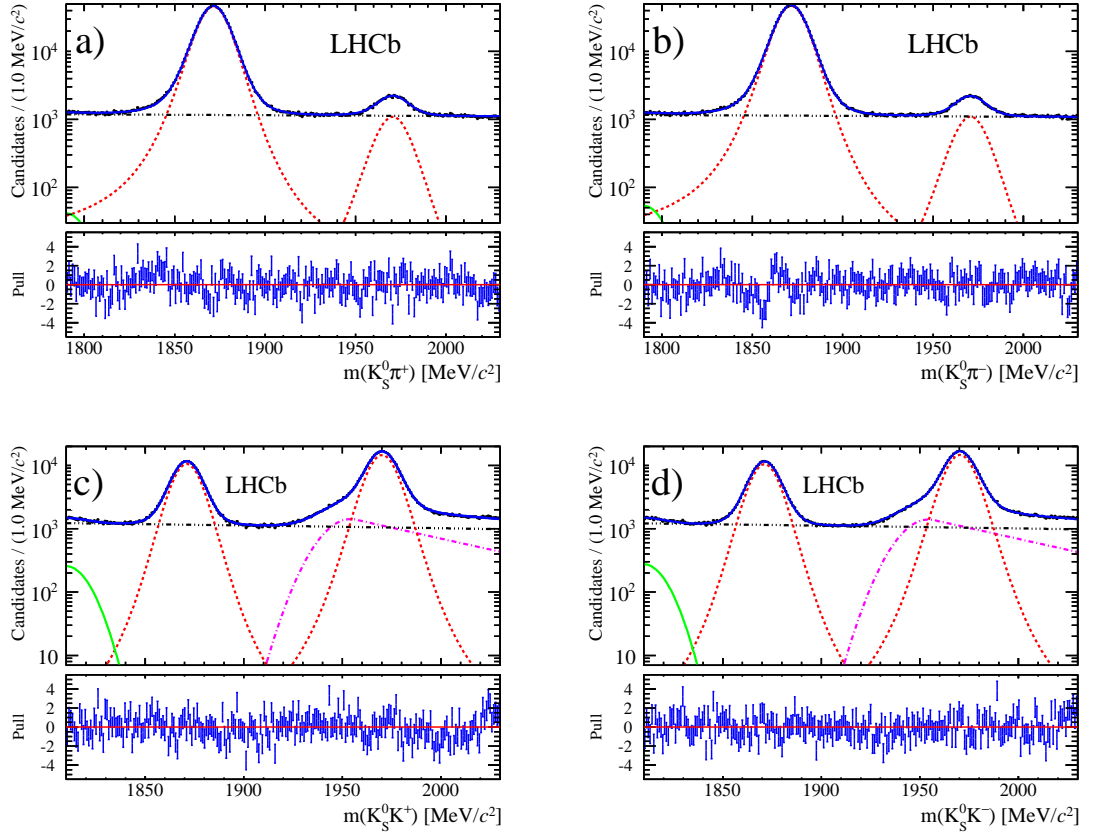 a)
LHCb
Candidates / (1.0 MeV/c²)
10⁴
10³
10²
Pull
4
2
0
-2
-4
1800 1850 1900 1950 2000
m(K⁰_Sπ⁺) [MeV/c²]
b)
LHCb
Candidates / (1.0 MeV/c²)
10⁴
10³
10²
Pull
4
2
0
-2
-4
1800 1850 1900 1950 2000
m(K⁰_Sπ⁻) [MeV/c²]
c)
LHCb
Candidates / (1.0 MeV/c²)
10⁴
10³
10²
10
Pull
4
2
0
-2
-4
1850 1900 1950 2000
m(K⁰_SK⁺) [MeV/c²]
d)
LHCb
Candidates / (1.0 MeV/c²)
10⁴
10³
10²
10
Pull
4
2
0
-2
-4
1850 1900 1950 2000
m(K⁰_SK⁻) [MeV/c²]